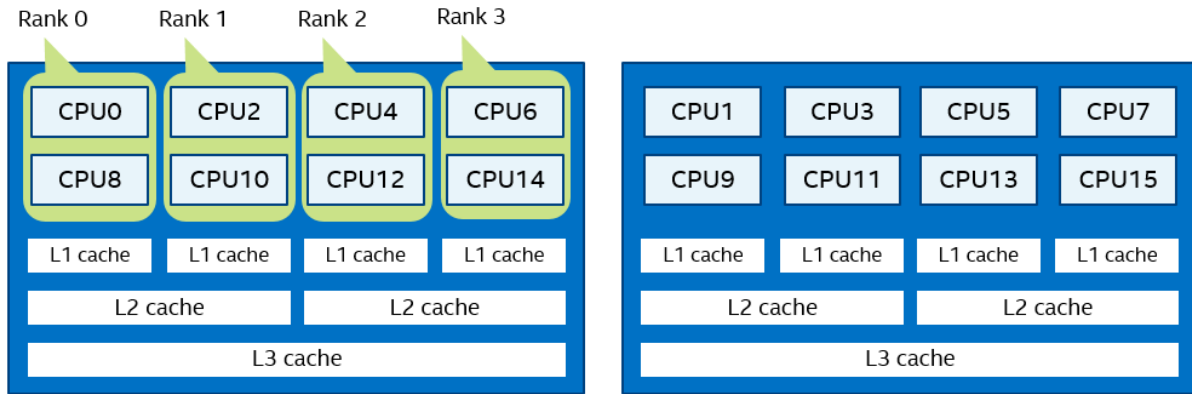 Rank 0 Rank 1 Rank 2 Rank 3
CPU0 CPU2 CPU4 CPU6
CPU8 CPU10 CPU12 CPU14
L1 cache L1 cache L1 cache L1 cache
L2 cache L2 cache
L3 cache
CPU1 CPU3 CPU5 CPU7
CPU9 CPU11 CPU13 CPU15
L1 cache L1 cache L1 cache L1 cache
L2 cache L2 cache
L3 cache